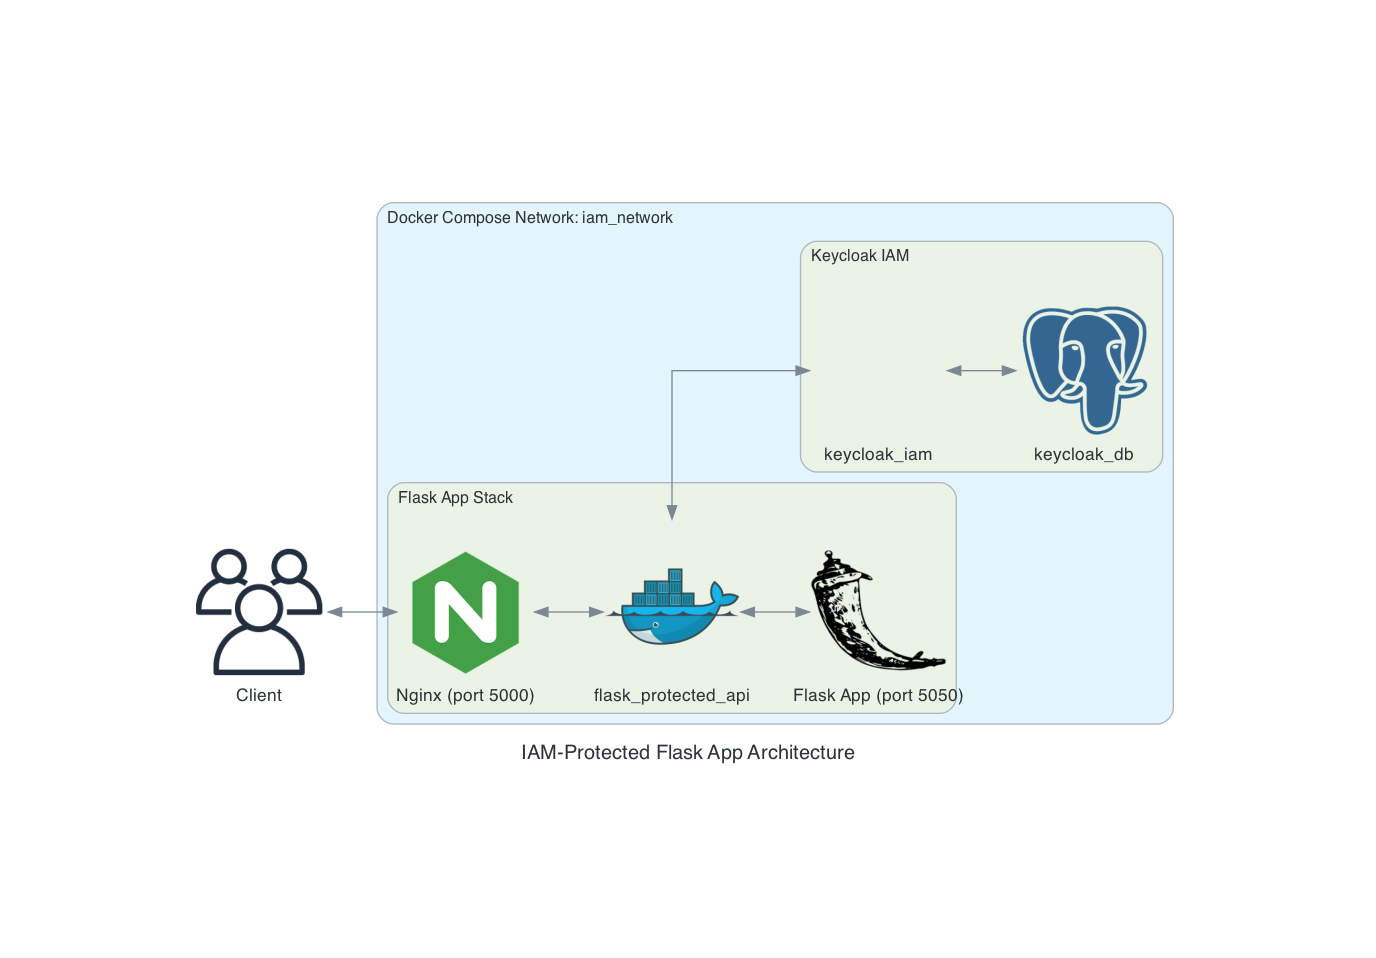 Docker Compose Network: iam_network
Keycloak IAM
keycloak_iam
keycloak_db
Flask App Stack
Client
Nginx (port 5000)
flask_protected_api
Flask App (port 5050)
IAM-Protected Flask App Architecture